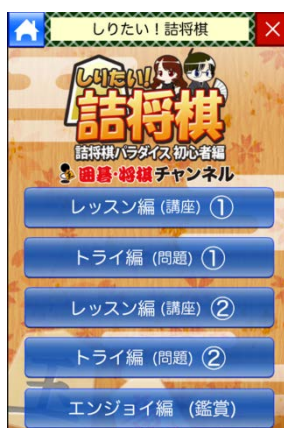 しりたい!詰将棋
しりたい!
詰将棋
詰将棋パラダイス 初心者編
囲碁・将棋チャンネル
レッスン編 (講座) ①
トライ編 (問題) ①
レッスン編 (講座) ②
トライ編 (問題) ②
エンジョイ編 (鑑賞)